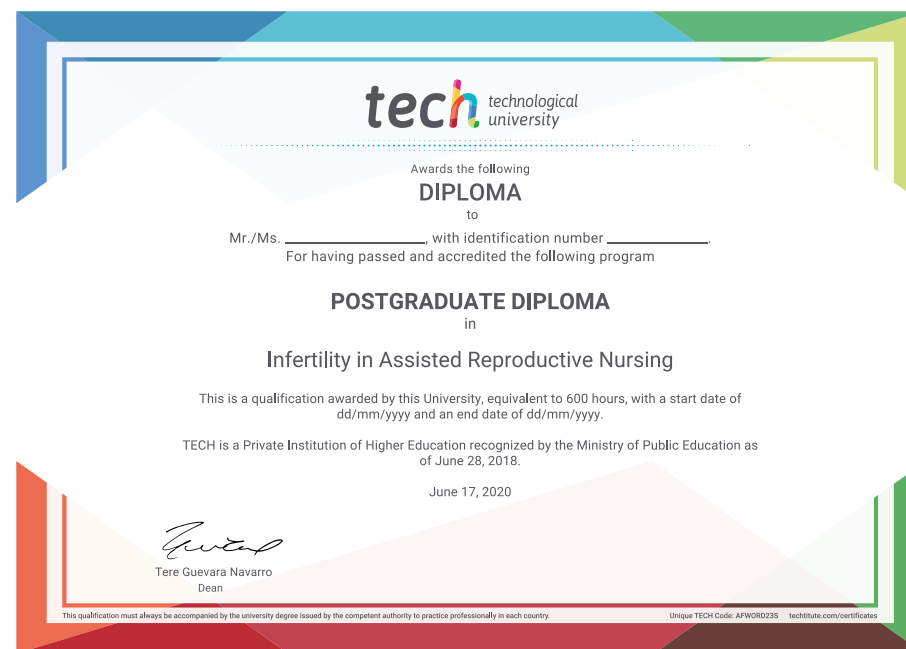 tech technological
university
Awards the following
DIPLOMA
to
Mr./Ms. ____________________, with identification number ______________.
For having passed and accredited the following program
POSTGRADUATE DIPLOMA
in
Infertility in Assisted Reproductive Nursing
This is a qualification awarded by this University, equivalent to 600 hours, with a start date of
dd/mm/yyyy and an end date of dd/mm/yyyy.
TECH is a Private Institution of Higher Education recognized by the Ministry of Public Education as
of June 28, 2018.
June 17, 2020
Tere Guevara Navarro
Dean
This qualification must always be accompanied by the university degree issued by the competent authority to practice professionally in each country.
Unique TECH Code: AFWORD23S techtitute.com/certificates